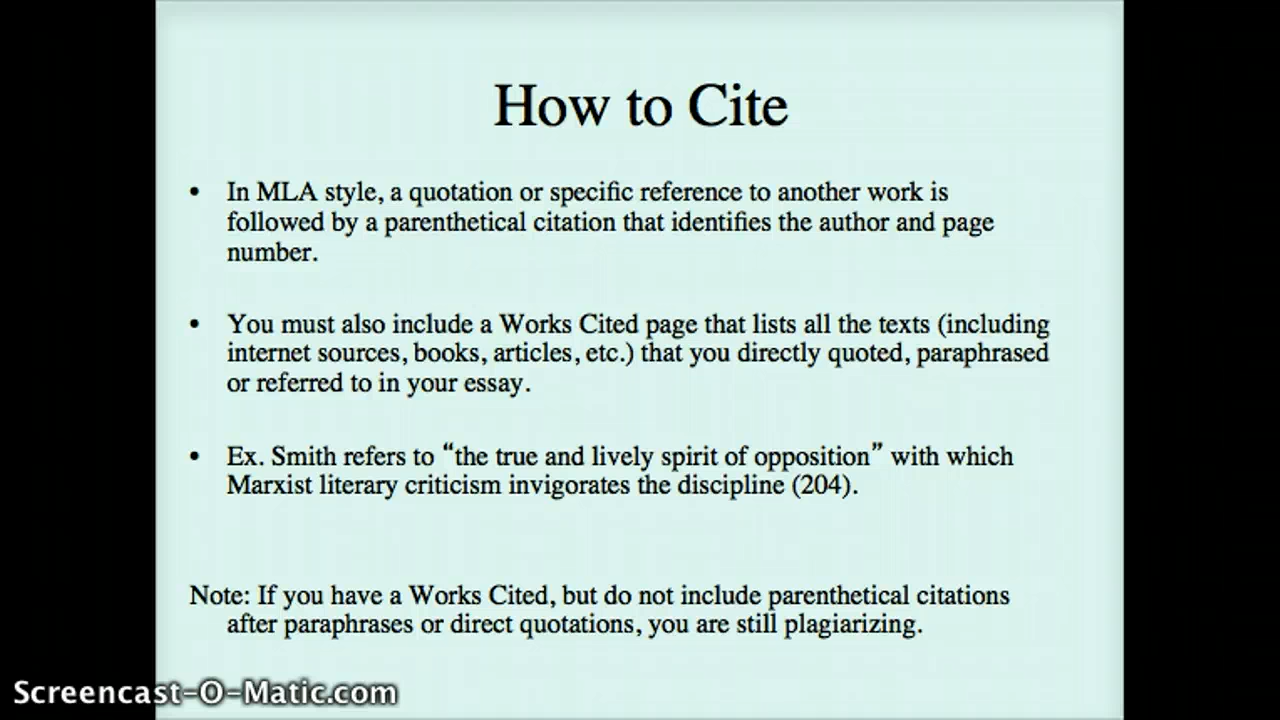 How to Cite
• In MLA style, a quotation or specific reference to another work is
followed by a parenthetical citation that identifies the author and page
number.
• You must also include a Works Cited page that lists all the texts (including
internet sources, books, articles, etc.) that you directly quoted, paraphrased
or referred to in your essay.
• Ex. Smith refers to “the true and lively spirit of opposition” with which
Marxist literary criticism invigorates the discipline (204).
Note: If you have a Works Cited, but do not include parenthetical citations
after paraphrases or direct quotations, you are still plagiarizing.
Screencast-O-Matic.com